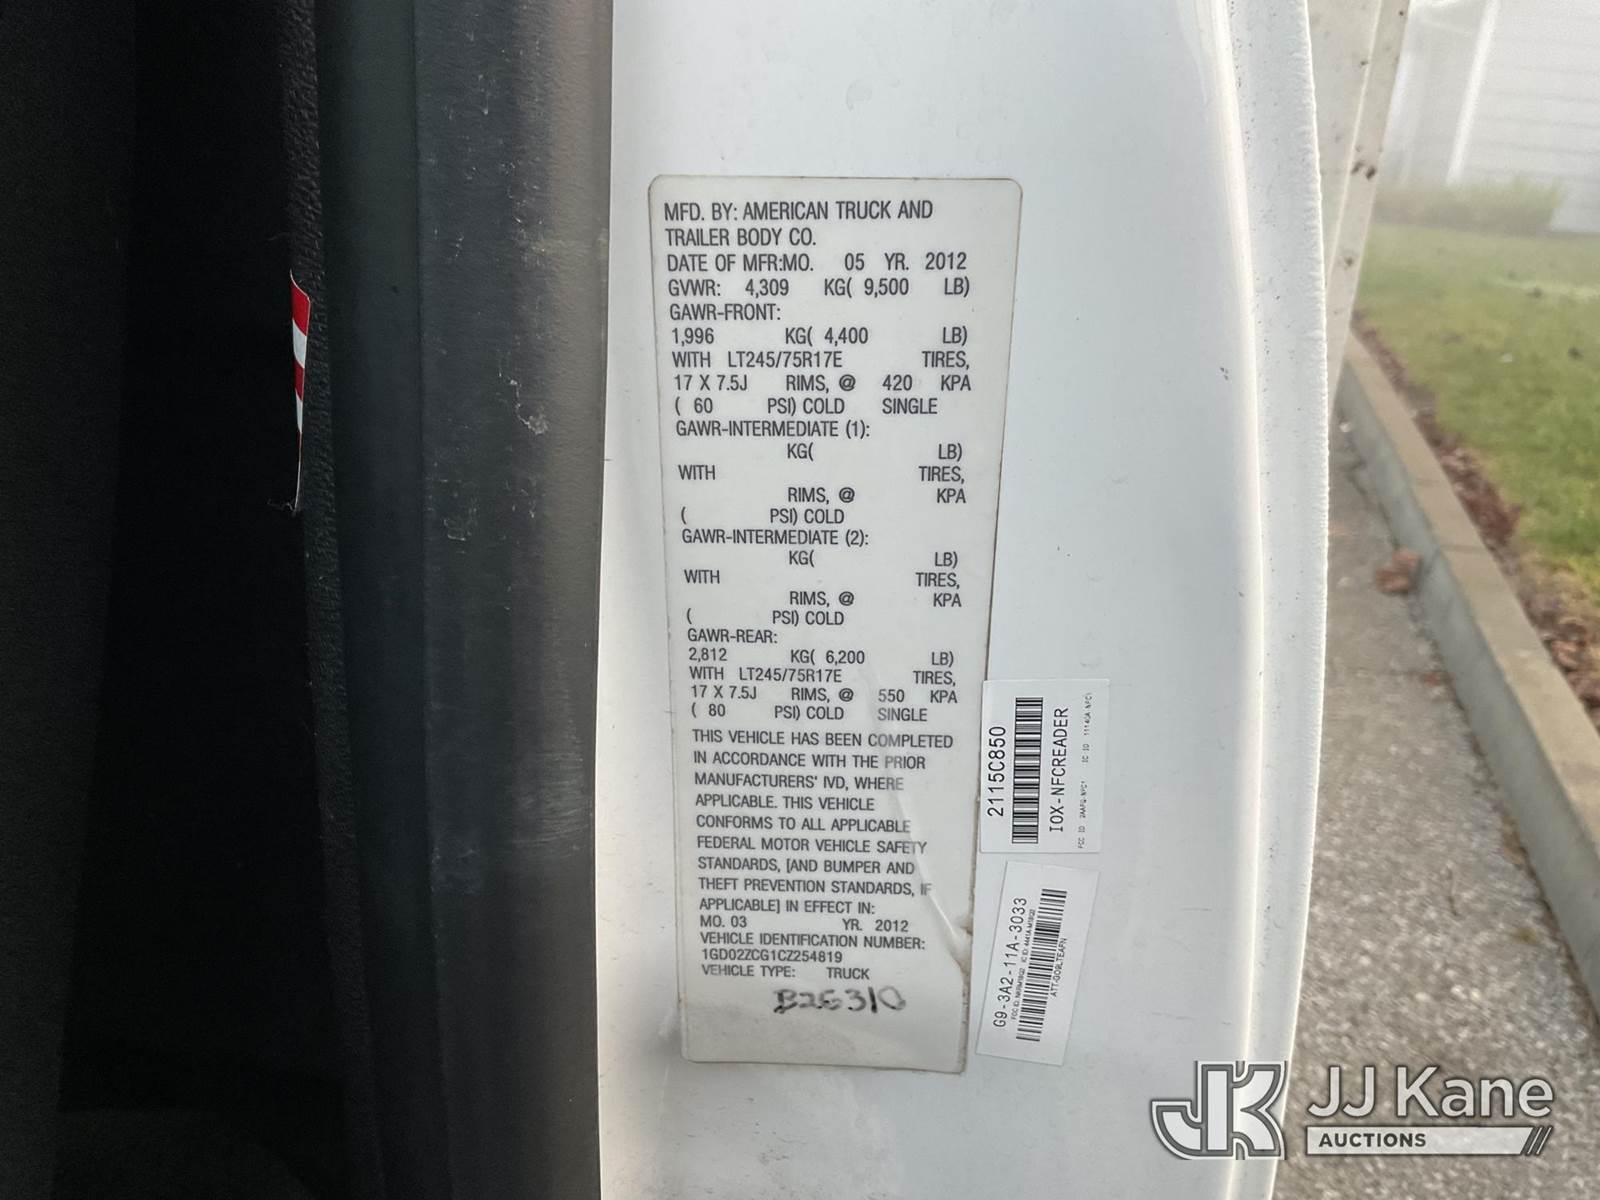 MFD. BY: AMERICAN TRUCK AND
TRAILER BODY CO.
DATE OF MFR:MO. 05 YR. 2012
GVWR: 4,309 KG( 9,500 LB)
GAWR-FRONT:
1,996 KG( 4,400 LB)
WITH LT245/75R17E TIRES,
17 X 7.5J RIMS, @ 420 KPA
( 60 PSI) COLD SINGLE
GAWR-INTERMEDIATE (1):
KG( LB)
WITH TIRES,
RIMS, @ KPA
( PSI) COLD
GAWR-INTERMEDIATE (2):
KG( LB)
WITH TIRES,
RIMS, @ KPA
( PSI) COLD
GAWR-REAR:
2,812 KG( 6,200 LB)
WITH LT245/75R17E TIRES,
17 X 7.5J RIMS, @ 550 KPA
( 80 PSI) COLD SINGLE
THIS VEHICLE HAS BEEN COMPLETED
IN ACCORDANCE WITH THE PRIOR
MANUFACTURERS' IVD, WHERE
APPLICABLE. THIS VEHICLE
CONFORMS TO ALL APPLICABLE
FEDERAL MOTOR VEHICLE SAFETY
STANDARDS, [AND BUMPER AND
THEFT PREVENTION STANDARDS, IF
APPLICABLE] IN EFFECT IN:
MO. 03 YR. 2012
VEHICLE IDENTIFICATION NUMBER:
1GD02ZCG1CZ254819
VEHICLE TYPE: TRUCK
B26310
2115C850
IOX-NFCREADER
FCC ID
IC ID
G9-3A2-11A-3033
ATT-GO9LTEAPN
JK
JJ Kane
AUCTIONS